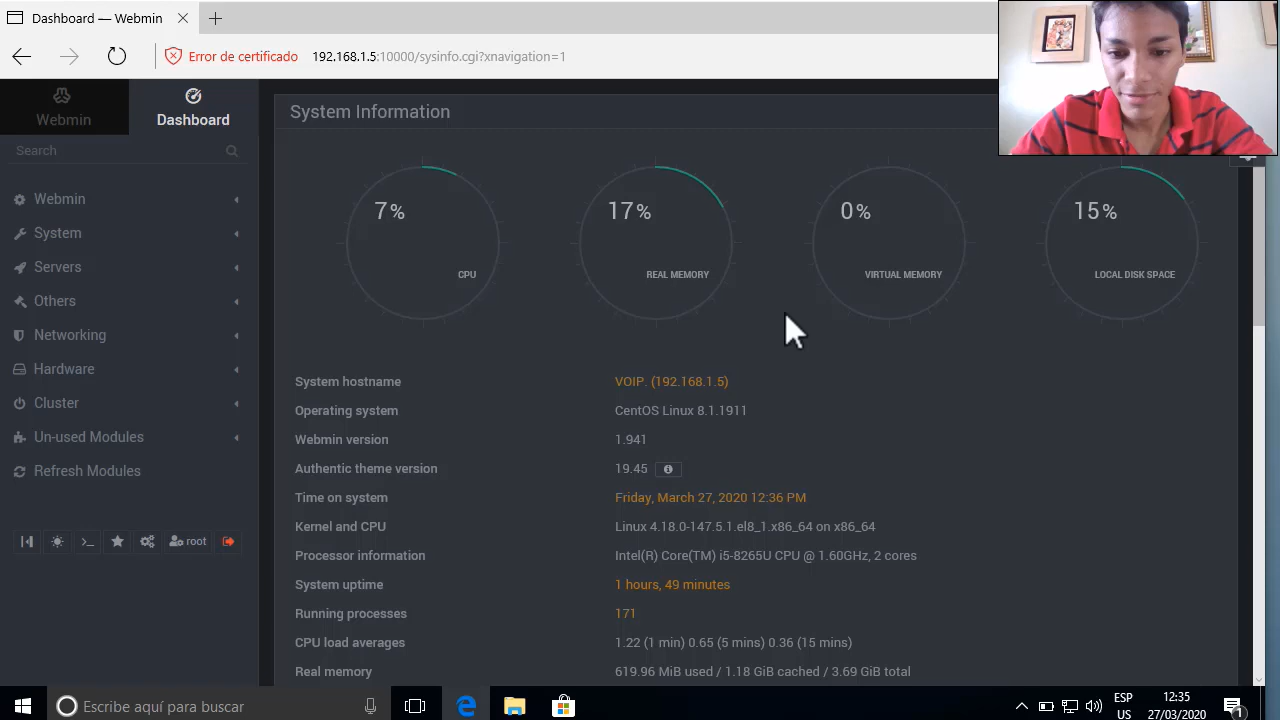 Dashboard — Webmin
Error de certificado 192.168.1.5:10000/sysinfo.cgi?xnavigation=1
Webmin
Dashboard
Search
Webmin
System
Servers
Others
Networking
Hardware
Cluster
Un-used Modules
Refresh Modules
root
System Information
7%
CPU
17%
REAL MEMORY
0%
VIRTUAL MEMORY
15%
LOCAL DISK SPACE
System hostname VOIP. (192.168.1.5)
Operating system CentOS Linux 8.1.1911
Webmin version 1.941
Authentic theme version 19.45
Time on system Friday, March 27, 2020 12:36 PM
Kernel and CPU Linux 4.18.0-147.5.1.el8_1.x86_64 on x86_64
Processor information Intel(R) Core(TM) i5-8265U CPU @ 1.60GHz, 2 cores
System uptime 1 hours, 49 minutes
Running processes 171
CPU load averages 1.22 (1 min) 0.65 (5 mins) 0.36 (15 mins)
Real memory 619.96 MiB used / 1.18 GiB cached / 3.69 GiB total
Escribe aquí para buscar
ESP
US
12:35
27/03/2020
1